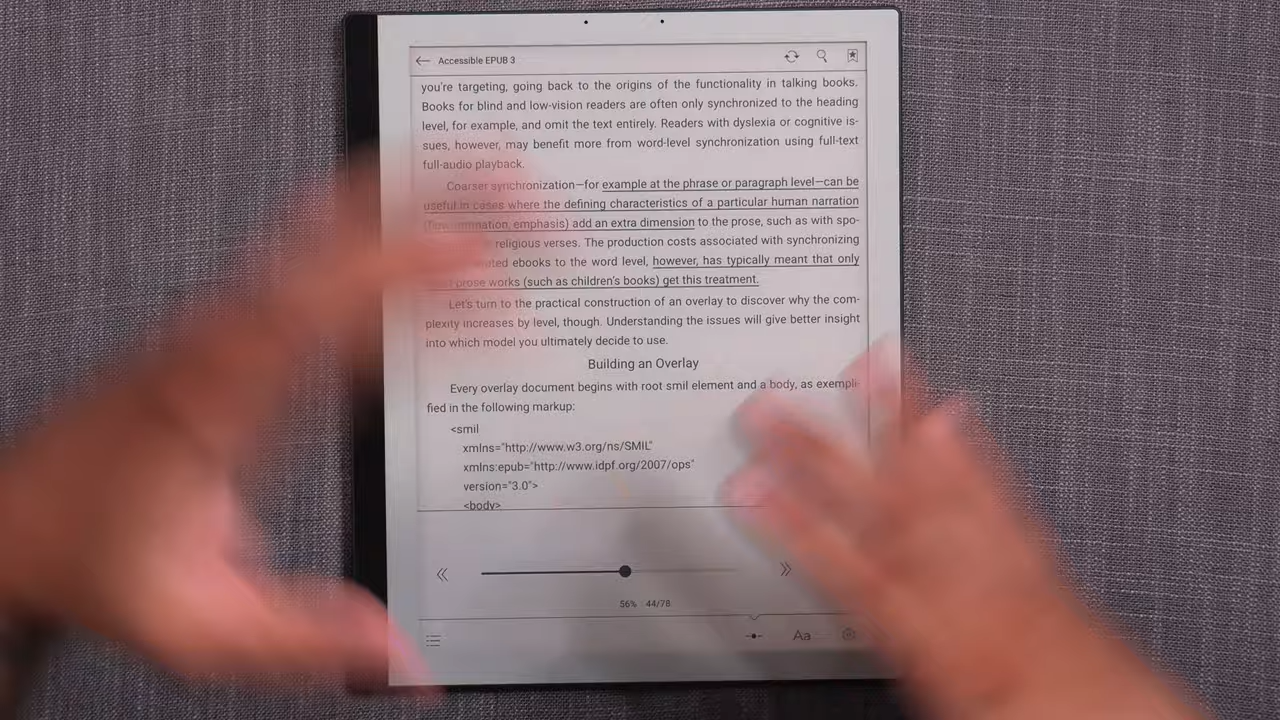 Accessible EPUB 3
you're targeting, going back to the origins of the functionality in talking books.
Books for blind and low-vision readers are often only synchronized to the heading
level, for example, and omit the text entirely. Readers with dyslexia or cognitive is-
sues, however, may benefit more from word-level synchronization using full-text
full-audio playback.
Coarser synchronization—for example at the phrase or paragraph level—can be
useful in cases where the defining characteristics of a particular human narration
(flow, intonation, emphasis) add an extra dimension to the prose, such as with spo-
religious verses. The production costs associated with synchronizing
ebooks to the word level, however, has typically meant that only
prose works (such as children's books) get this treatment.
Let's turn to the practical construction of an overlay to discover why the com-
plexity increases by level, though. Understanding the issues will give better insight
into which model you ultimately decide to use.
Building an Overlay
Every overlay document begins with root smil element and a body, as exempli-
fied in the following markup:
<smil
xmlns="http://www.w3.org/ns/SMIL"
xmlns:epub="http://www.idpf.org/2007/ops"
version="3.0">
<body>
56% 44/78
Aa